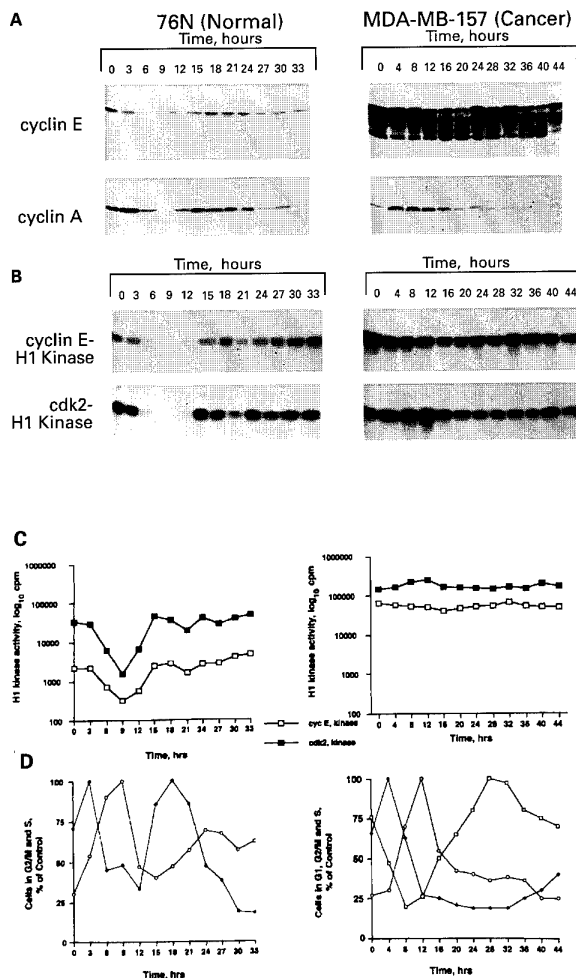 A
76N (Normal)
MDA-MB-157 (Cancer)
Time, hours
Time, hours
0 3 6 9 12 15 18 21 24 27 30 33
0 4 8 12 16 20 24 28 32 36 40 44
cyclin E
cyclin A
B
Time, hours
Time, hours
0 3 6 9 12 15 18 21 24 27 30 33
0 4 8 12 16 20 24 28 32 36 40 44
cyclin E-
H1 Kinase
cdk2-
H1 Kinase
C
H1 kinase activity, log10 cpm
1000000
100000
10000
1000
100
0 3 6 9 12 15 18 21 24 27 30 33
Time, hrs
H1 kinase activity, log10 cpm
1000000
100000
10000
1000
100
0 4 8 12 16 20 24 28 32 36 40 44
Time, hrs
cyc E, kinase
cdk2, kinase
D
Cells in G2/M and S,
% of Control
100
75
50
25
0
0 3 6 9 12 15 18 21 24 27 30 33
Time, hrs
Cells in G1, G2/M and S,
% of Control
100
75
50
25
0
0 4 8 12 16 20 24 28 32 36 40 44
Time, hrs